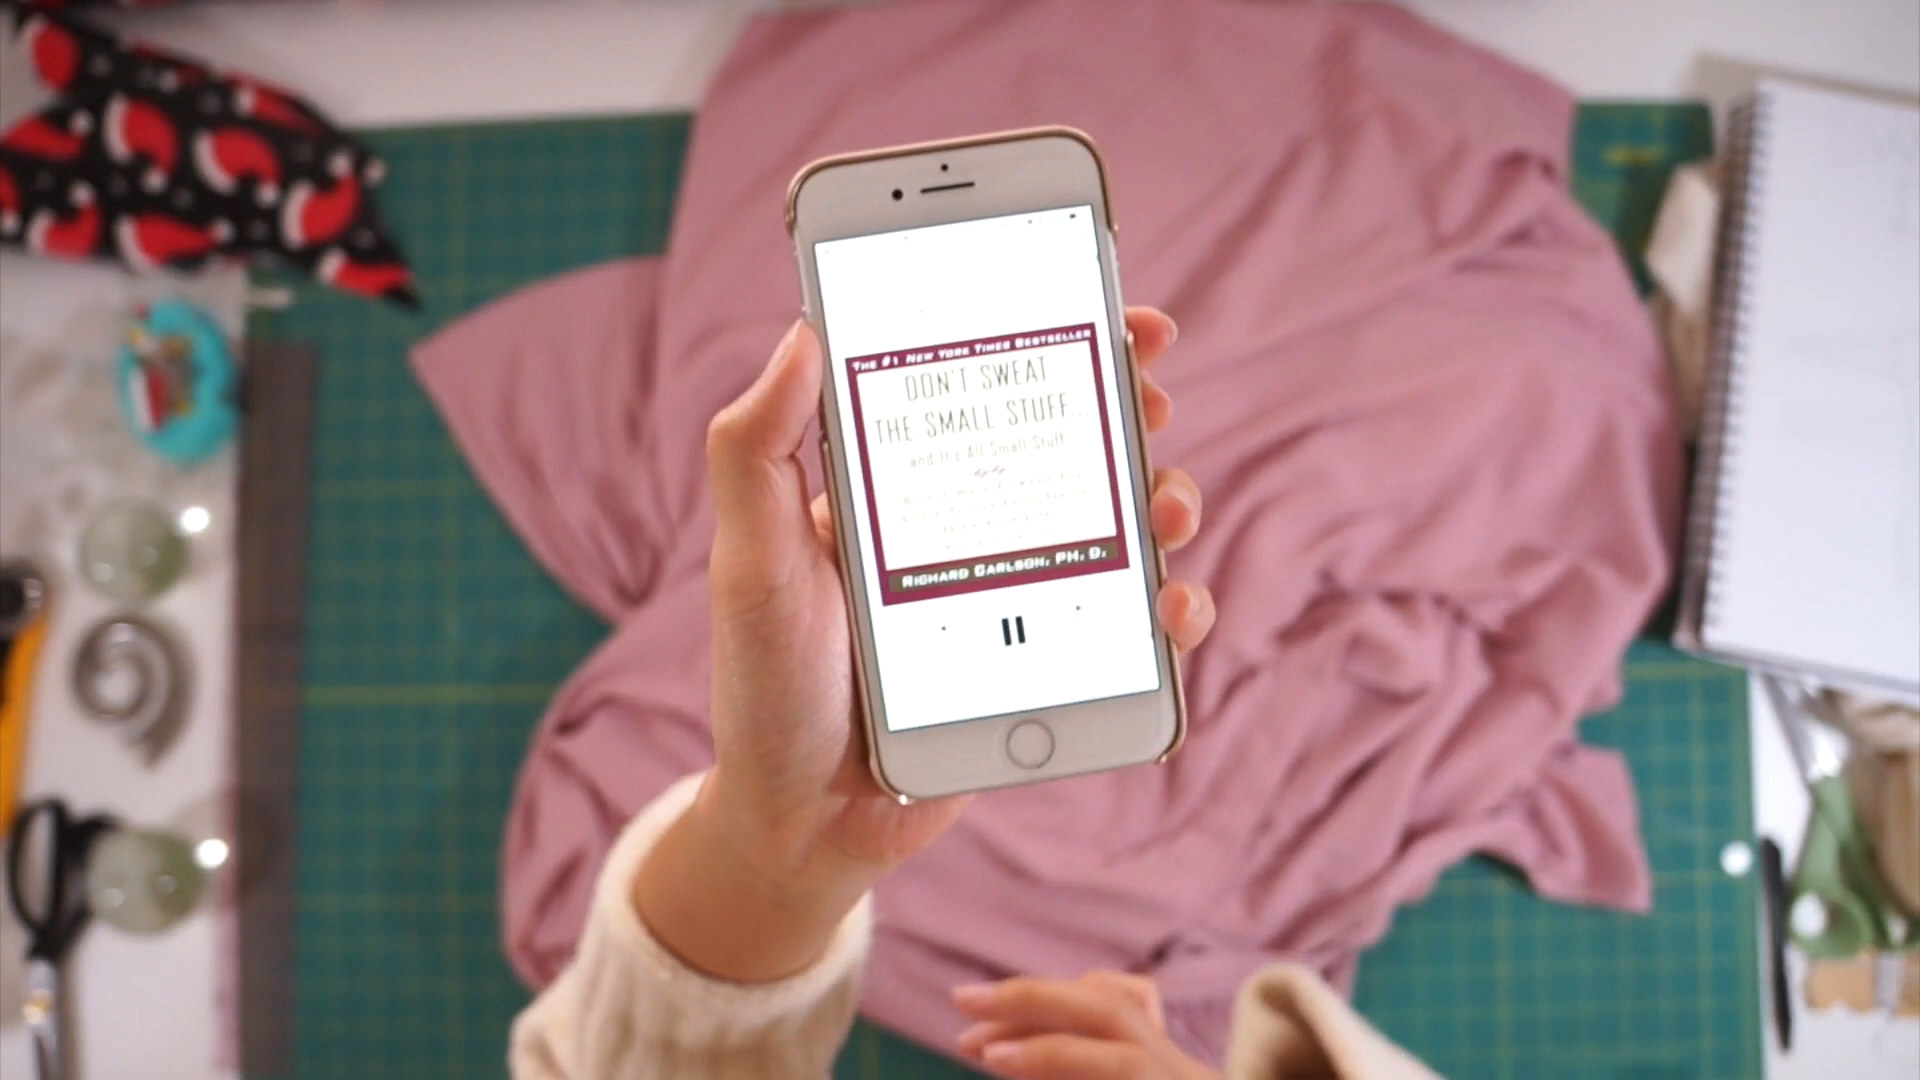 THE #1 NEW YORK TIMES BESTSELLER
DON'T SWEAT
THE SMALL STUFF...
and It's All Small Stuff
RICHARD CARLSON, PH. D.